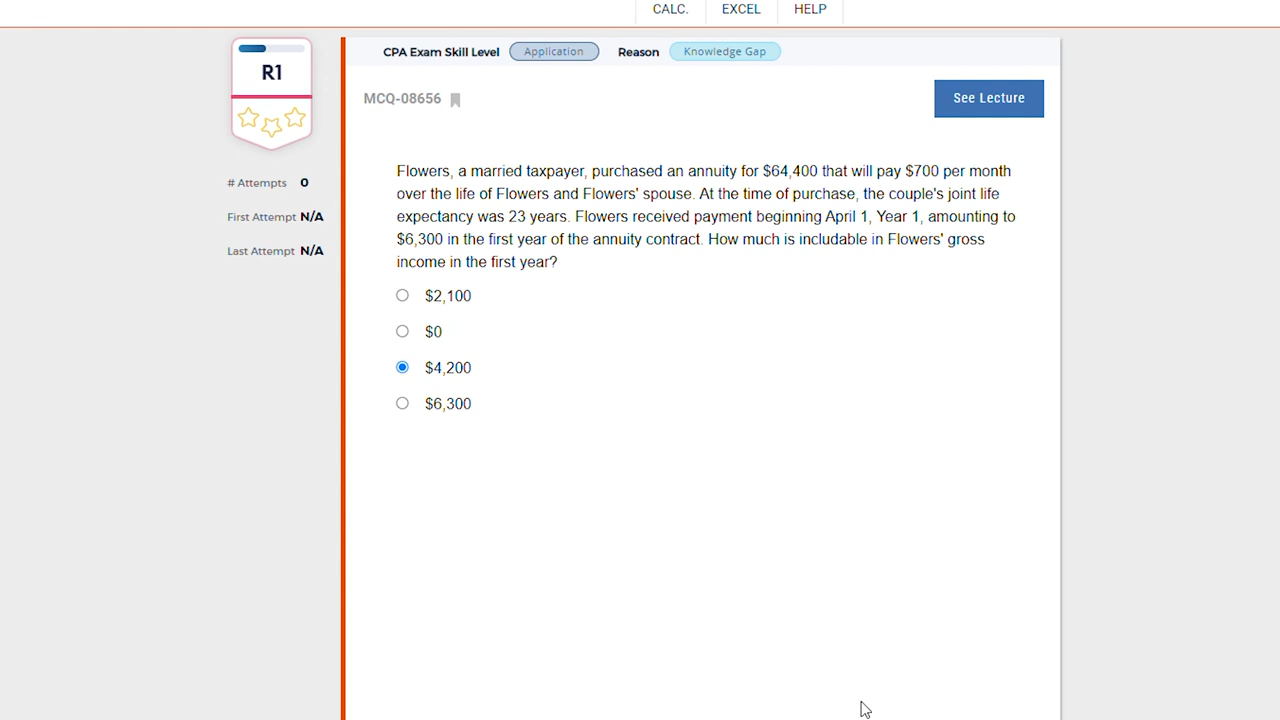 CALC.
EXCEL
HELP
R1
CPA Exam Skill Level
Application
Reason
Knowledge Gap
MCQ-08656
See Lecture
# Attempts 0
First Attempt N/A
Last Attempt N/A
Flowers, a married taxpayer, purchased an annuity for $64,400 that will pay $700 per month
over the life of Flowers and Flowers' spouse. At the time of purchase, the couple's joint life
expectancy was 23 years. Flowers received payment beginning April 1, Year 1, amounting to
$6,300 in the first year of the annuity contract. How much is includable in Flowers' gross
income in the first year?
$2,100
$0
$4,200
$6,300